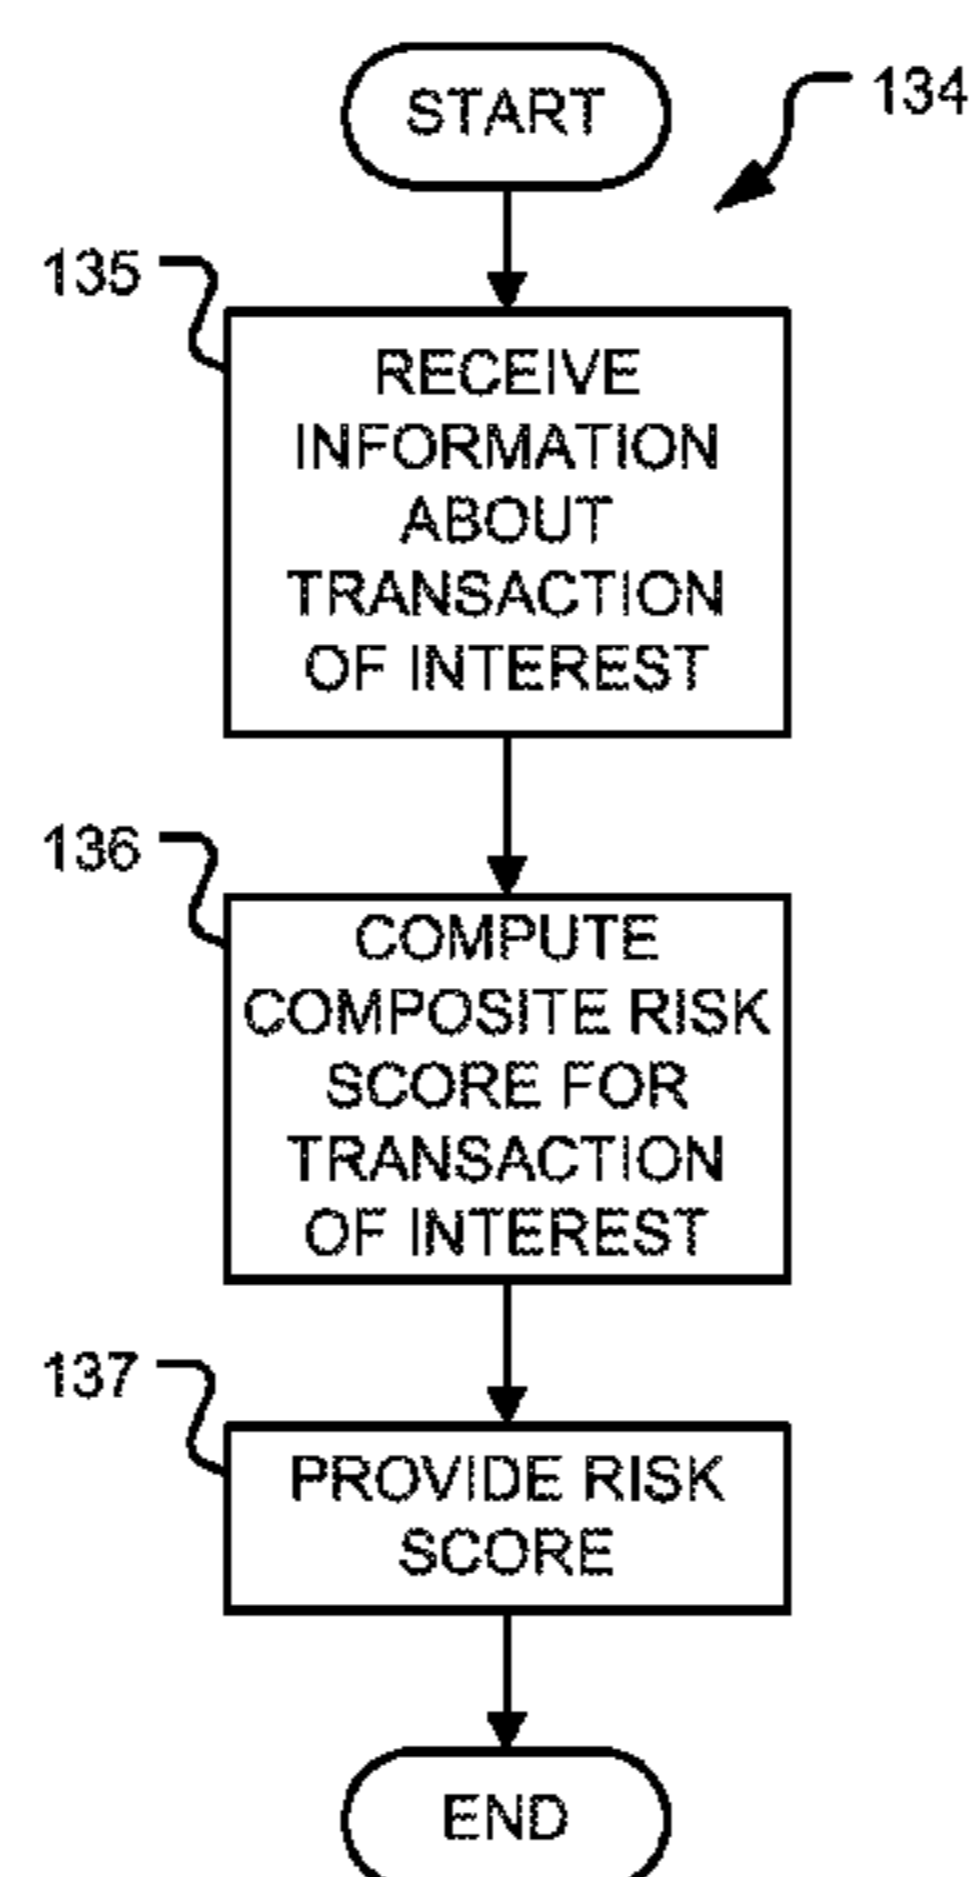 START
134
135
RECEIVE
INFORMATION
ABOUT
TRANSACTION
OF INTEREST
136
COMPUTE
COMPOSITE RISK
SCORE FOR
TRANSACTION
OF INTEREST
137
PROVIDE RISK
SCORE
END